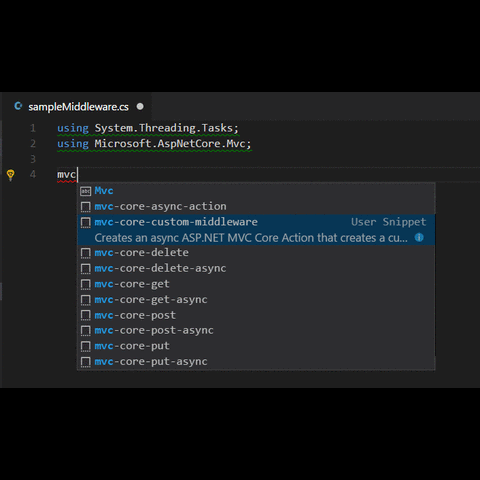 sampleMiddleware.cs
1 using System.Threading.Tasks;
2 using Microsoft.AspNetCore.Mvc;
3
4 mvc
abc Mvc
mvc-core-async-action
mvc-core-custom-middleware User Snippet
Creates an async ASP.NET MVC Core Action that creates a cu...
mvc-core-delete
mvc-core-delete-async
mvc-core-get
mvc-core-get-async
mvc-core-post
mvc-core-post-async
mvc-core-put
mvc-core-put-async